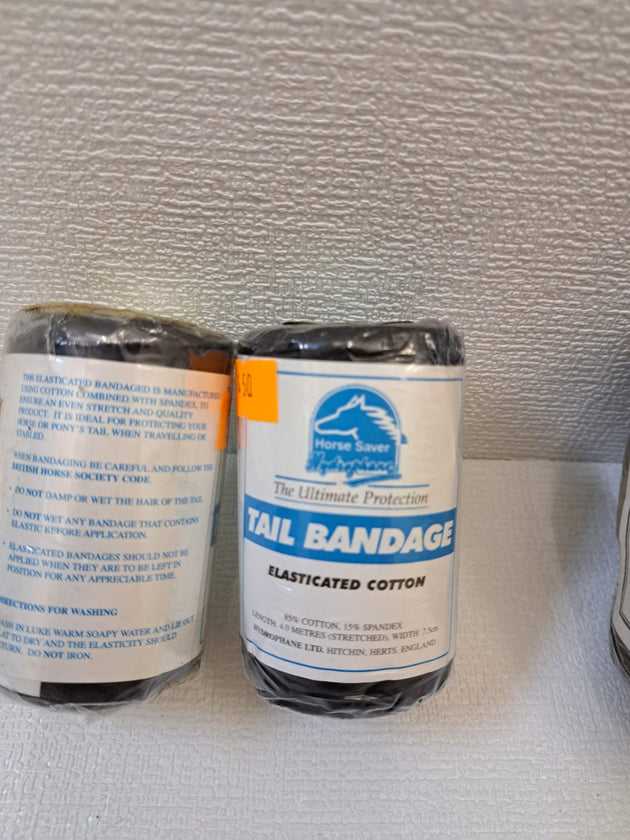 THIS ELASTICATED BANDAGED IS MANUFACTURED
USING COTTON COMBINED WITH SPANDEX, TO
ENSURE AN EVEN STRETCH AND QUALITY
PRODUCT. IT IS IDEAL FOR PROTECTING YOUR
HORSE OR PONY'S TAIL WHEN TRAVELLING OR
STABLED.
WHEN BANDAGING BE CAREFUL AND FOLLOW THE
BRITISH HORSE SOCIETY CODE.
• DO NOT DAMP OR WET THE HAIR OF THE TAIL.
• DO NOT WET ANY BANDAGE THAT CONTAINS
ELASTIC BEFORE APPLICATION.
• ELASTICATED BANDAGES SHOULD NOT BE
APPLIED WHEN THEY ARE TO BE LEFT IN
POSITION FOR ANY APPRECIABLE TIME.
DIRECTIONS FOR WASHING
WASH IN LUKE WARM SOAPY WATER AND LIE OUT
FLAT TO DRY AND THE ELASTICITY SHOULD
RETURN. DO NOT IRON.
50
Horse Saver
Hydrophane
The Ultimate Protection
TAIL BANDAGE
ELASTICATED COTTON
85% COTTON, 15% SPANDEX
LENGTH: 4.0 METRES (STRETCHED), WIDTH: 7.5cm
HYDROPHANE LTD. HITCHIN, HERTS. ENGLAND